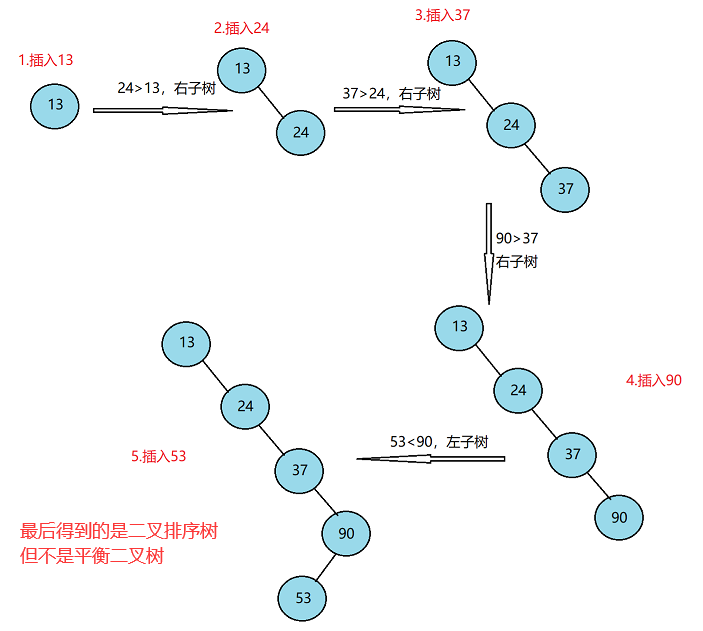 1.插入13
13
24>13，右子树
2.插入24
13
24
37>24，右子树
3.插入37
13
24
37
90>37
右子树
4.插入90
13
24
37
90
53<90，左子树
5.插入53
13
24
37
90
53
最后得到的是二叉排序树
但不是平衡二叉树